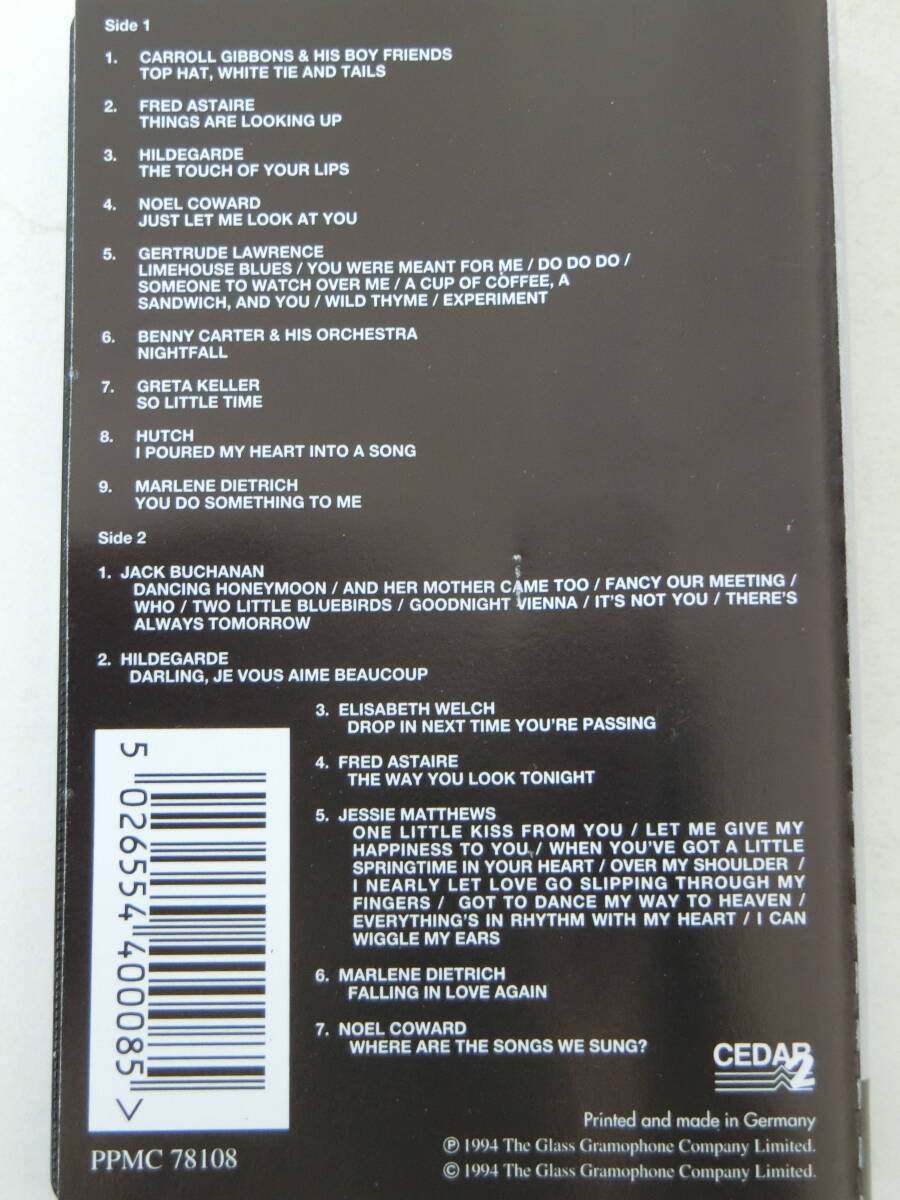 Side 1
1. CARROLL GIBBONS & HIS BOY FRIENDS
TOP HAT, WHITE TIE AND TAILS
2. FRED ASTAIRE
THINGS ARE LOOKING UP
3. HILDEGARDE
THE TOUCH OF YOUR LIPS
4. NOEL COWARD
JUST LET ME LOOK AT YOU
5. GERTRUDE LAWRENCE
LIMEHOUSE BLUES / YOU WERE MEANT FOR ME / DO DO DO /
SOMEONE TO WATCH OVER ME / A CUP OF COFFEE, A
SANDWICH, AND YOU / WILD THYME / EXPERIMENT
6. BENNY CARTER & HIS ORCHESTRA
NIGHTFALL
7. GRETA KELLER
SO LITTLE TIME
8. HUTCH
I POURED MY HEART INTO A SONG
9. MARLENE DIETRICH
YOU DO SOMETHING TO ME
Side 2
1. JACK BUCHANAN
DANCING HONEYMOON / AND HER MOTHER CAME TOO / FANCY OUR MEETING /
WHO / TWO LITTLE BLUEBIRDS / GOODNIGHT VIENNA / IT'S NOT YOU / THERE'S
ALWAYS TOMORROW
2. HILDEGARDE
DARLING, JE VOUS AIME BEAUCOUP
3. ELISABETH WELCH
DROP IN NEXT TIME YOU'RE PASSING
4. FRED ASTAIRE
THE WAY YOU LOOK TONIGHT
5. JESSIE MATTHEWS
ONE LITTLE KISS FROM YOU / LET ME GIVE MY
HAPPINESS TO YOU / WHEN YOU'VE GOT A LITTLE
SPRINGTIME IN YOUR HEART / OVER MY SHOULDER /
I NEARLY LET LOVE GO SLIPPING THROUGH MY
FINGERS / GOT TO DANCE MY WAY TO HEAVEN /
EVERYTHING'S IN RHYTHM WITH MY HEART / I CAN
WIGGLE MY EARS
6. MARLENE DIETRICH
FALLING IN LOVE AGAIN
7. NOEL COWARD
WHERE ARE THE SONGS WE SUNG?
5 026554 400085 >
CEDAR 2
PPMC 78108
Printed and made in Germany
℗ 1994 The Glass Gramophone Company Limited.
© 1994 The Glass Gramophone Company Limited.